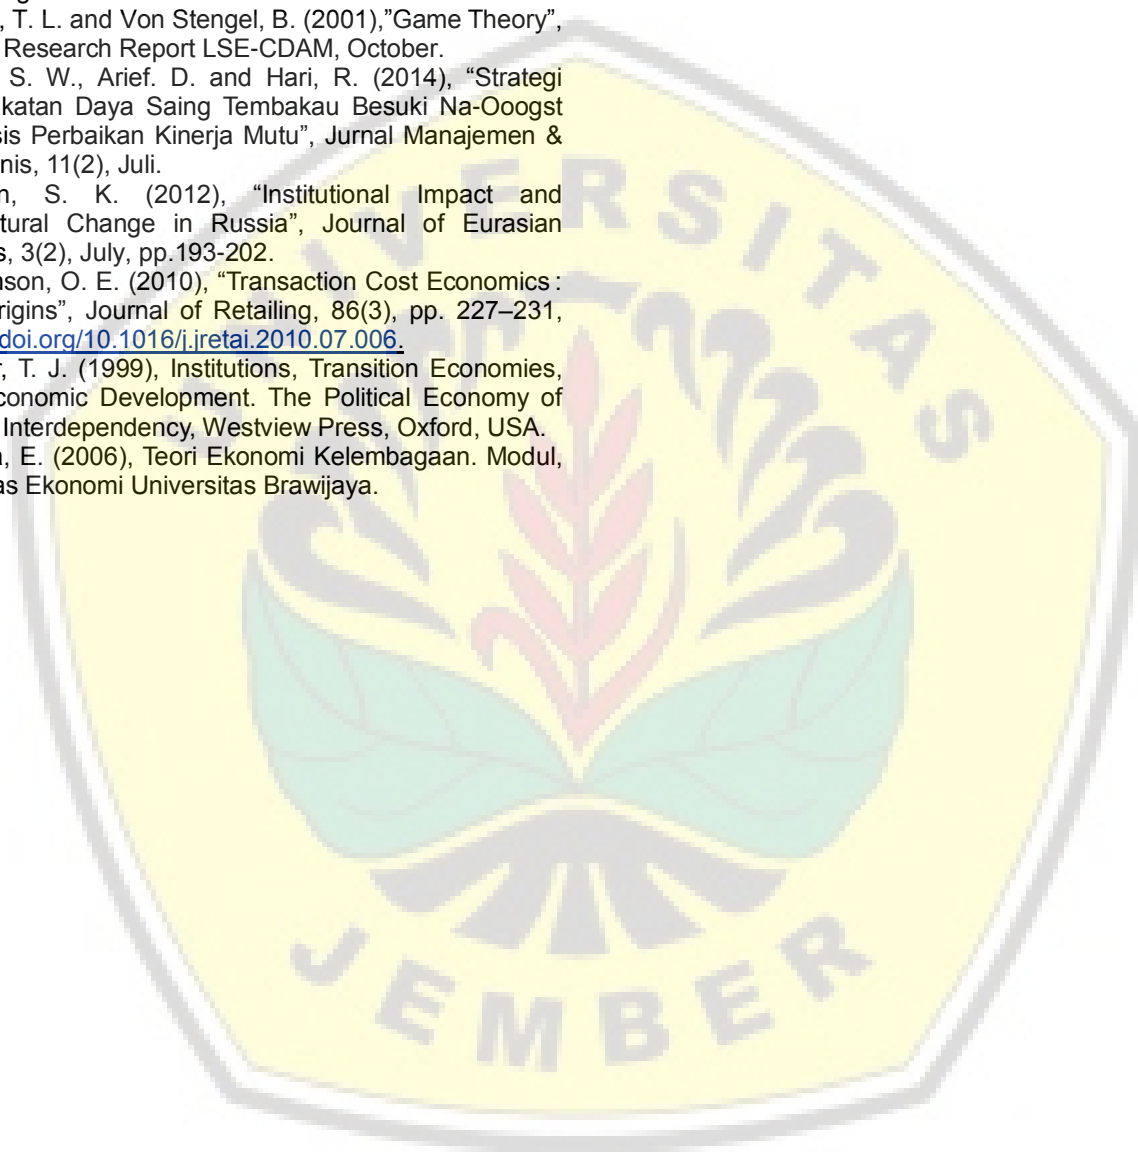 , T. L. and Von Stengel, B. (2001),”Game Theory”,
Research Report LSE-CDAM, October.
S. W., Arief. D. and Hari, R. (2014), “Strategi
katan Daya Saing Tembakau Besuki Na-Ooogst
sis Perbaikan Kinerja Mutu”, Jurnal Manajemen &
nis, 11(2), Juli.
n, S. K. (2012), “Institutional Impact and
tural Change in Russia”, Journal of Eurasian
s, 3(2), July, pp.193-202.
nson, O. E. (2010), “Transaction Cost Economics :
rigins”, Journal of Retailing, 86(3), pp. 227–231,
doi.org/10.1016/j.jretai.2010.07.006.
r, T. J. (1999), Institutions, Transition Economies,
conomic Development. The Political Economy of
Interdependency, Westview Press, Oxford, USA.
a, E. (2006), Teori Ekonomi Kelembagaan. Modul,
as Ekonomi Universitas Brawijaya.
UNIVERSITAS
JEMBER